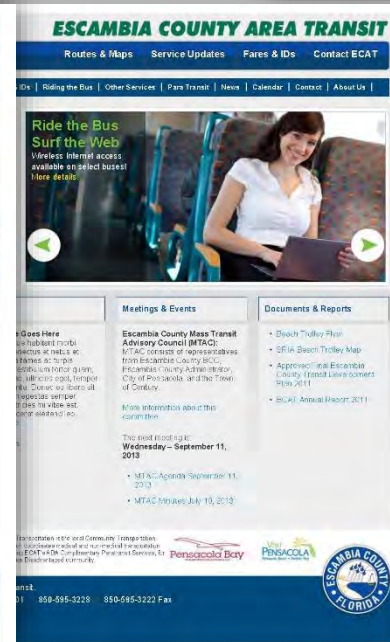 ESCAMBIA COUNTY AREA TRANSIT
Routes & Maps Service Updates Fares & IDs Contact ECAT
IDs | Riding the Bus | Other Services | Para Transit | News | Calendar | Contact | About Us |
Ride the Bus
Surf the Web
Wireless Internet access
available on select buses!
More details
Goes Here
Meetings & Events
Escambia County Mass Transit
Advisory Council (MTAC):
MTAC consists of representatives
from Escambia County BCC,
Escambia County Administrator,
City of Pensacola, and the Town
of Century.
More information about this
committee
The next meeting is
Wednesday – September 11,
2013
• MTAC Agenda September 11,
2013
• MTAC Minutes July 10, 2013
Documents & Reports
• Beach Trolley Flyer
• SRIA Beach Trolley Map
• Approved Final Escambia
County Transit Development
Plan 2011
• ECAT Annual Report 2011
Pensacola Bay
Visit
PENSACOLA
ESCAMBIA COUNTY
FLORIDA
850-595-3228 850-595-3222 Fax